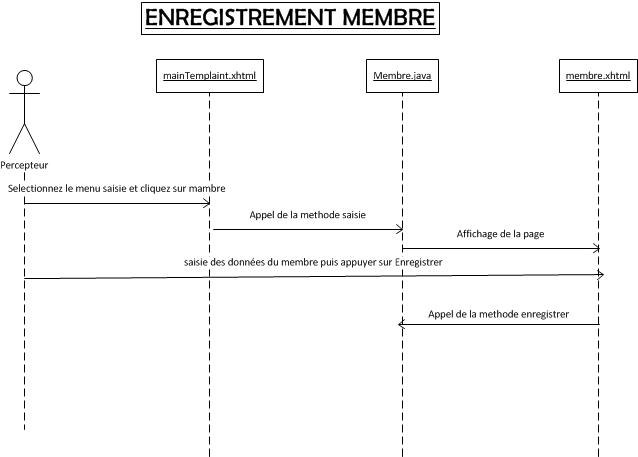 ENREGISTREMENT MEMBRE
mainTemplaint.xhtml
Membre.java
membre.xhtml
Percepteur
Selectionnez le menu saisie et cliquez sur mambre
Appel de la methode saisie
Affichage de la page
saisie des données du membre puis appuyer sur Enregistrer
Appel de la methode enregistrer